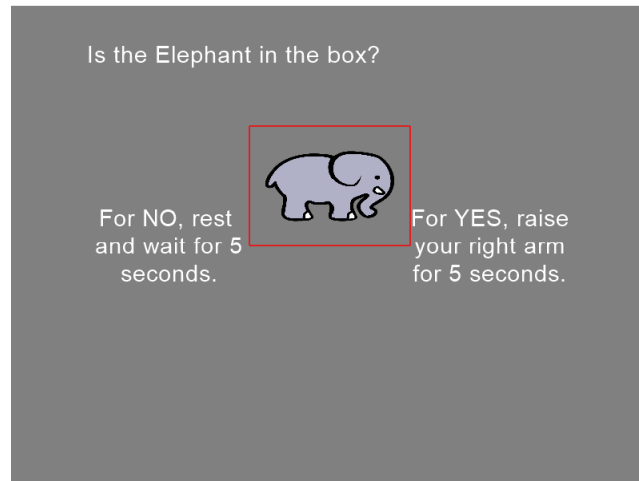 Is the Elephant in the box?
For NO, rest
and wait for 5
seconds.
For YES, raise
your right arm
for 5 seconds.